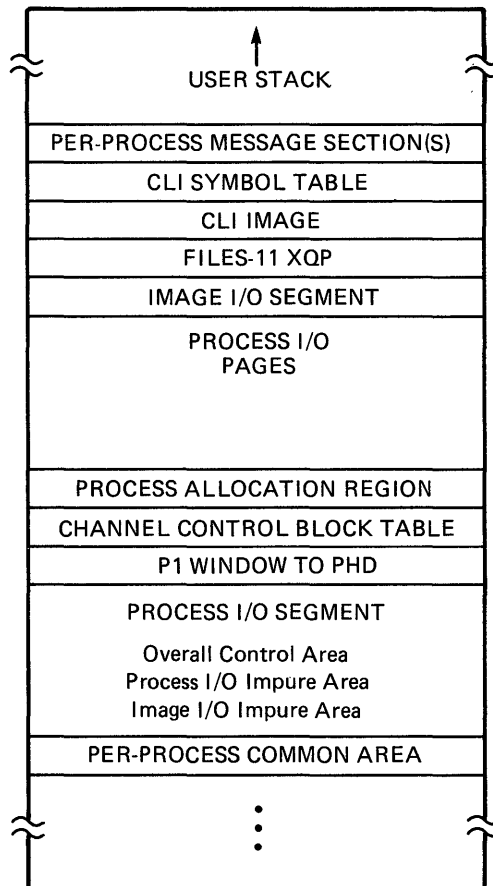 USER STACK
PER-PROCESS MESSAGE SECTION(S)
CLI SYMBOL TABLE
CLI IMAGE
FILES-11 XQP
IMAGE I/O SEGMENT
PROCESS I/O
PAGES
PROCESS ALLOCATION REGION
CHANNEL CONTROL BLOCK TABLE
P1 WINDOW TO PHD
PROCESS I/O SEGMENT
Overall Control Area
Process I/O Impure Area
Image I/O Impure Area
PER-PROCESS COMMON AREA